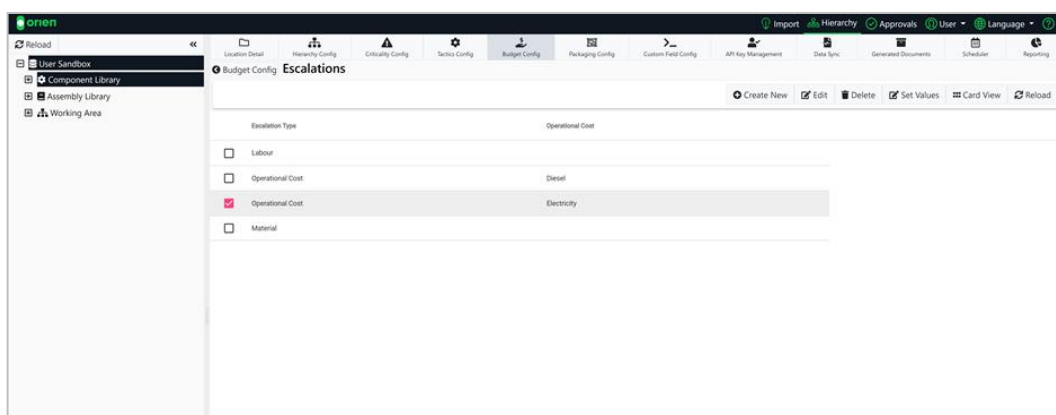 orien
Import Hierarchy Approvals User Language
Reload
User Sandbox
Component Library
Assembly Library
Working Area
Location Detail Hierarchy Config Criticality Config Tactics Config Budget Config Packaging Config Custom Field Config API Key Management Data Sync Generated Documents Scheduler Reporting
Budget Config Escalations
Create New Edit Delete Set Values Card View Reload
Escalation Type Operational Cost
Labour
Operational Cost Diesel
Operational Cost Electricity
Material